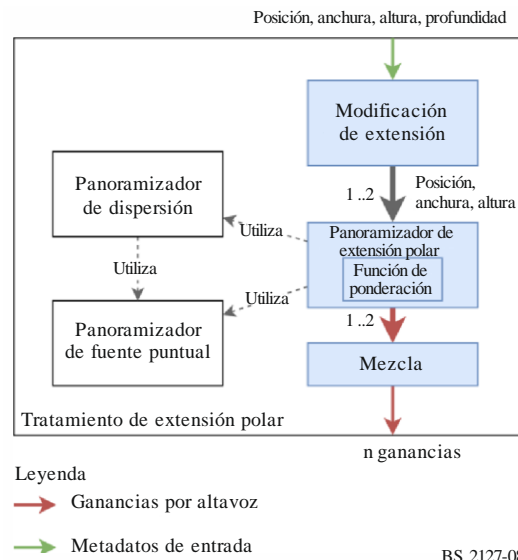 Posición, anchura, altura, profundidad
Modificación
de extensión
1 ..2
Posición,
anchura, altura
Panoramizador
de dispersión
Utiliza
Panoramizador de
extensión polar
Función de
ponderación
Utiliza
Utiliza
Panoramizador
de fuente puntual
1 ..2
Mezcla
Tratamiento de extensión polar
n ganancias
Leyenda
Ganancias por altavoz
Metadatos de entrada